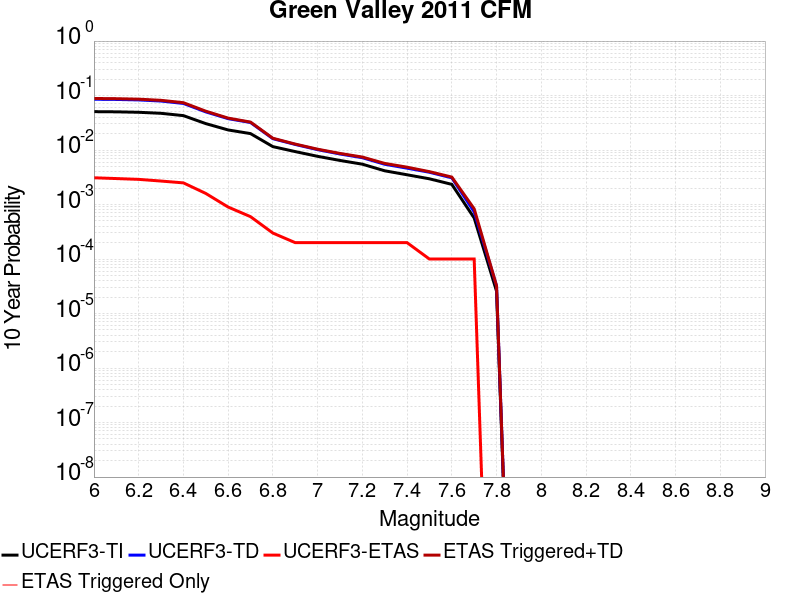 Green Valley 2011 CFM
10 Year Probability
10^0
10^-1
10^-2
10^-3
10^-4
10^-5
10^-6
10^-7
10^-8
6 6.2 6.4 6.6 6.8 7 7.2 7.4 7.6 7.8 8 8.2 8.4 8.6 8.8 9
Magnitude
UCERF3-TI UCERF3-TD UCERF3-ETAS ETAS Triggered+TD
ETAS Triggered Only